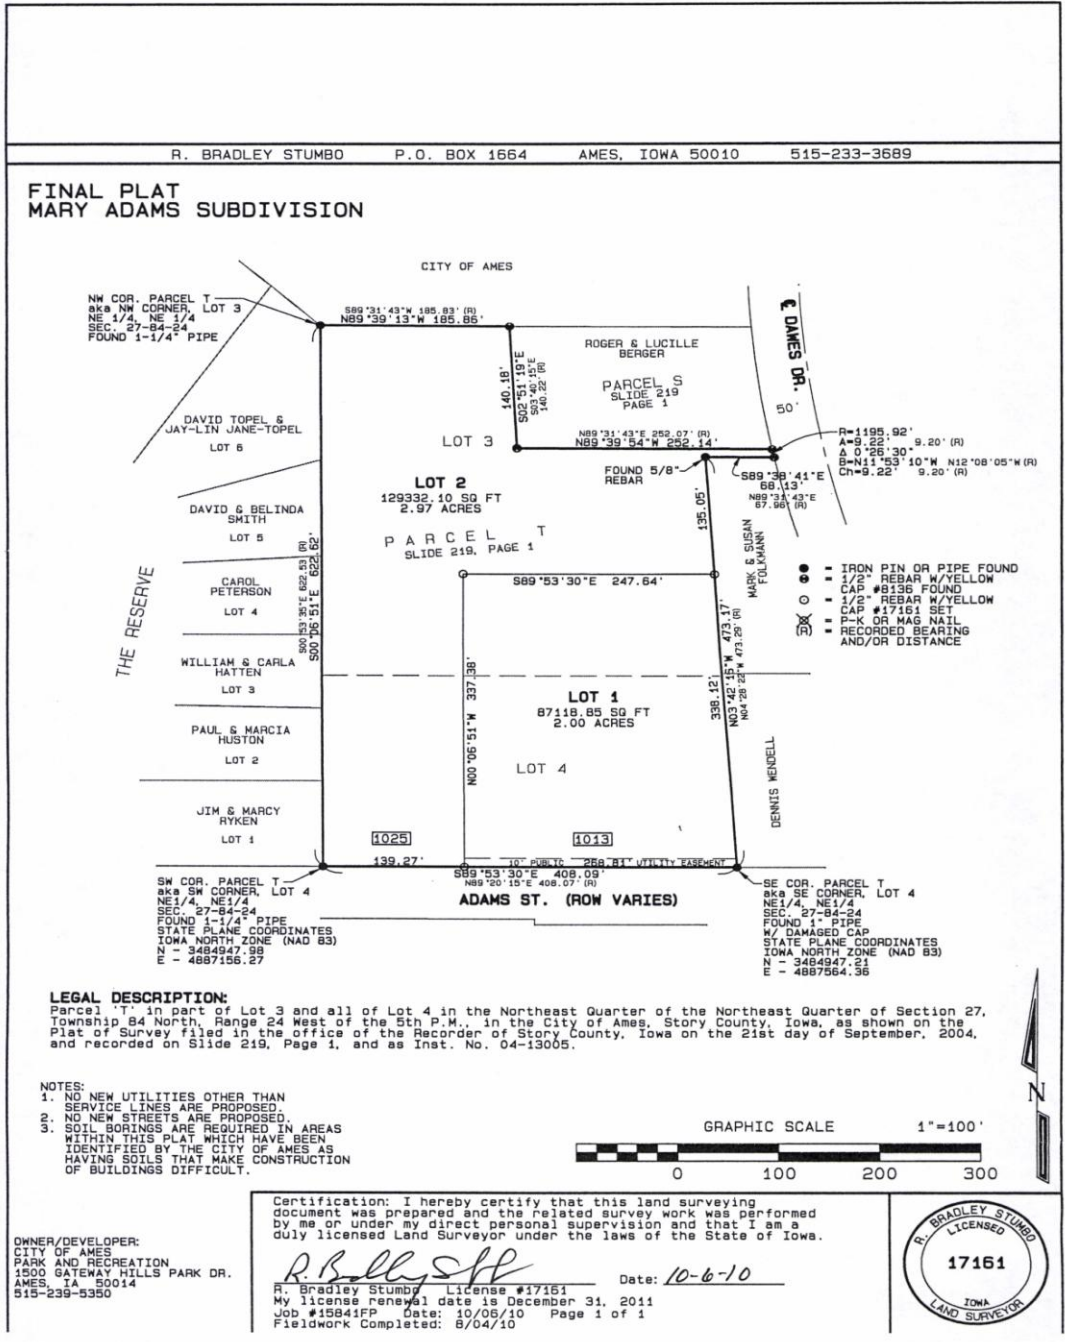 R. BRADLEY STUMBO P.O. BOX 1664 AMES, IOWA 50010 515-233-3689
FINAL PLAT
MARY ADAMS SUBDIVISION
CITY OF AMES
NW COR. PARCEL T
aka NW CORNER, LOT 3
NE 1/4, NE 1/4
SEC. 27-84-24
FOUND 1-1/4" PIPE
S89°31'43"W 185.83' (R)
N89°39'13"W 185.86'
140.18'
S02°51'19"E
S03°40'15"E
140.22' (R)
ROGER & LUCILLE
BERGER
PARCEL S
SLIDE 219
PAGE 1
℄ DAWES DR.
50'
N89°31'43"E 252.07' (R)
N89°39'54"W 252.14'
R=1195.92'
A=9.22' 9.20' (R)
Δ 0°26'30"
B=N11°53'10"W N12°08'05"W (R)
Ch=9.22' 9.20' (R)
FOUND 5/8"
REBAR
S89°38'41"E
68.13'
N89°31'43"E
67.96' (R)
DAVID TOPEL &
JAY-LIN JANE-TOPEL
LOT 6
LOT 3
LOT 2
129332.10 SQ FT
2.97 ACRES
PARCEL T
SLIDE 219, PAGE 1
DAVID & BELINDA
SMITH
LOT 5
CAROL
PETERSON
LOT 4
THE RESERVE
WILLIAM & CARLA
HATTEN
LOT 3
PAUL & MARCIA
HUSTON
LOT 2
JIM & MARCY
RYKEN
LOT 1
S00°53'35"E 622.53 (R)
S00°06'51"E 622.62'
135.05'
MARK & SUSAN
FOLKMANN
S89°53'30"E 247.64'
● = IRON PIN OR PIPE FOUND
= 1/2" REBAR W/YELLOW
CAP #8136 FOUND
○ = 1/2" REBAR W/YELLOW
CAP #17161 SET
= P-K OR MAG NAIL
(R) = RECORDED BEARING
AND/OR DISTANCE
N00°06'51"W 337.38'
LOT 1
87118.85 SQ FT
2.00 ACRES
LOT 4
338.12'
N03°42'15"W 473.17'
N04°28'22"W 473.29' (R)
DENNIS WENDELL
1025
1013
139.27'
10' PUBLIC 268.81' UTILITY EASEMENT
S89°53'30"E 408.09'
N89°20'15"E 408.07' (R)
ADAMS ST. (ROW VARIES)
SW COR. PARCEL T
aka SW CORNER, LOT 4
NE1/4, NE1/4
SEC. 27-84-24
FOUND 1-1/4" PIPE
STATE PLANE COORDINATES
IOWA NORTH ZONE (NAD 83)
N - 3484947.98
E - 4887156.27
SE COR. PARCEL T
aka SE CORNER, LOT 4
NE1/4, NE1/4
SEC. 27-84-24
FOUND 1" PIPE
W/ DAMAGED CAP
STATE PLANE COORDINATES
IOWA NORTH ZONE (NAD 83)
N - 3484947.21
E - 4887564.36
LEGAL DESCRIPTION:
Parcel 'T' in part of Lot 3 and all of Lot 4 in the Northeast Quarter of the Northeast Quarter of Section 27,
Township 84 North, Range 24 West of the 5th P.M., in the City of Ames, Story County, Iowa, as shown on the
Plat of Survey filed in the office of the Recorder of Story County, Iowa on the 21st day of September, 2004,
and recorded on Slide 219, Page 1, and as Inst. No. 04-13005.
N
NOTES:
1. NO NEW UTILITIES OTHER THAN
SERVICE LINES ARE PROPOSED.
2. NO NEW STREETS ARE PROPOSED.
3. SOIL BORINGS ARE REQUIRED IN AREAS
WITHIN THIS PLAT WHICH HAVE BEEN
IDENTIFIED BY THE CITY OF AMES AS
HAVING SOILS THAT MAKE CONSTRUCTION
OF BUILDINGS DIFFICULT.
GRAPHIC SCALE 1"=100'
0 100 200 300
OWNER/DEVELOPER:
CITY OF AMES
PARK AND RECREATION
1500 GATEWAY HILLS PARK DR.
AMES, IA 50014
515-239-5350
Certification: I hereby certify that this land surveying
document was prepared and the related survey work was performed
by me or under my direct personal supervision and that I am a
duly licensed Land Surveyor under the laws of the State of Iowa.
Date: 10-6-10
R. Bradley Stumbo License #17161
My license renewal date is December 31, 2011
Job #15841FP Date: 10/06/10 Page 1 of 1
Fieldwork Completed: 8/04/10
R. BRADLEY STUMBO
LICENSED
17161
IOWA
LAND SURVEYOR